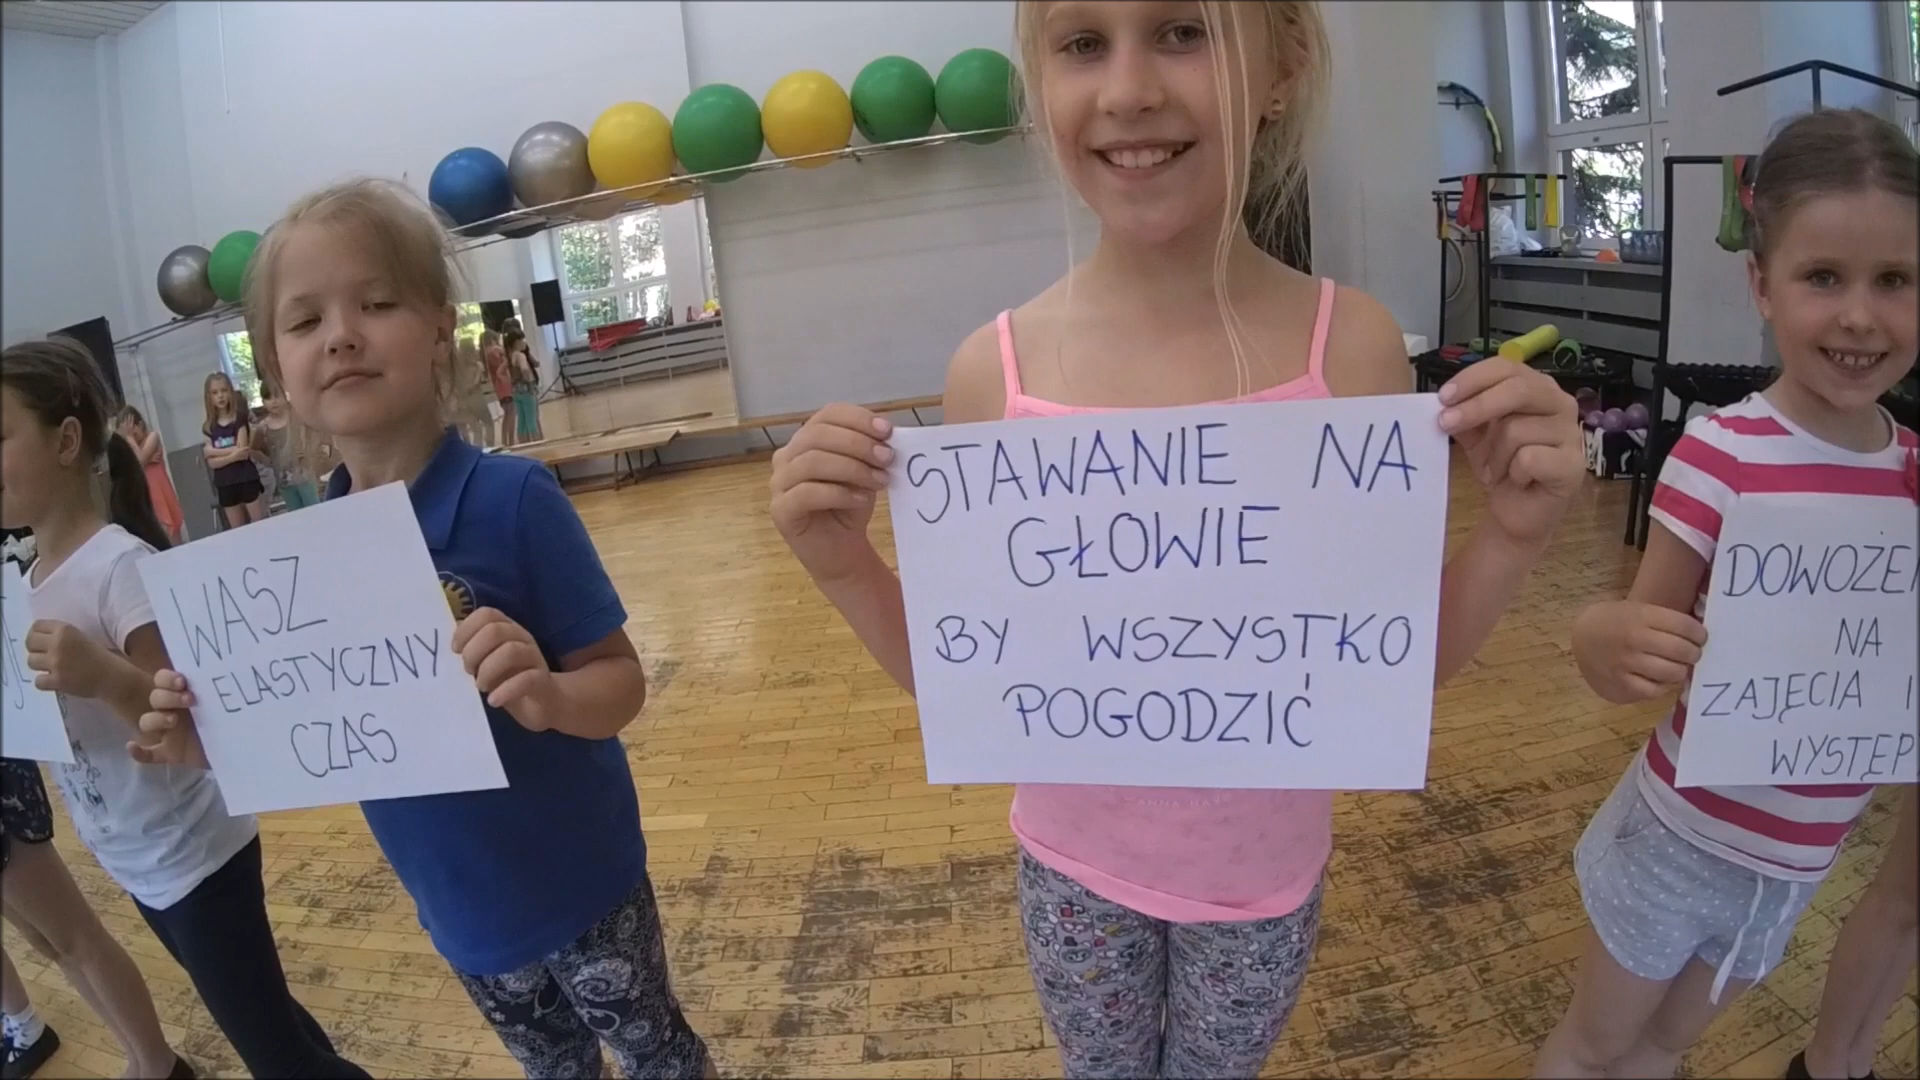 WASZ
ELASTYCZNY
CZAS
STAWANIE NA
GŁOWIE
BY WSZYSTKO
POGODZIĆ
NA
ZAJĘCIA I